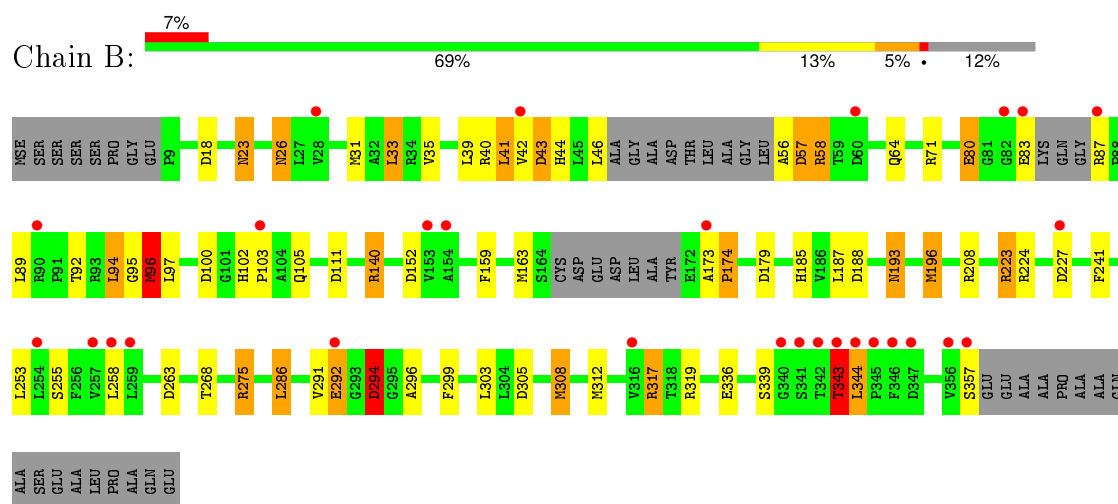 7%
Chain B:
69% 13% 5% • 12%
MSE SER SER SER SER PRO GLY GLU P9 D18 N23 N26 L27 V28 M31 A32 L33 R34 V35 L39 R40 L41 V42 D43 H44 L45 L46 ALA GLY ALA ASP THR LEU ALA GLY LEU A56 D57 R58 T59 D60 Q64 R71 E80 G81 G82 E83 LYS GLN GLY R87
L89 R90 P91 T92 R93 L94 G95 M96 L97 D100 G101 H102 P103 A104 Q105 D111 R140 D152 V153 A154 F159 M163 S164 CYS ASP GLU ASP LEU ALA TYR E172 A173 P174 D179 H185 V186 L187 D188 N193 M196 R208 R223 R224 D227 F241
L253 L254 S255 F256 V257 L258 L259 D263 T268 R275 L286 V291 E292 G293 D294 G295 A296 F299 L303 L304 D305 M308 M312 V316 R317 T318 R319 E336 S339 G340 S341 T342 T343 L344 P345 F346 D347 V356 S357 GLU GLU ALA ALA PRO ALA ALA GLN
ALA SER GLU ALA LEU PRO ALA GLN GLU